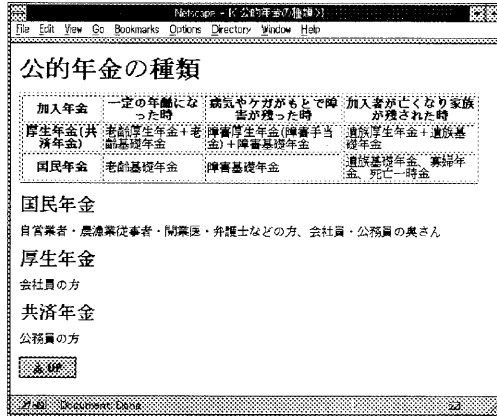 Netscape - [<公的年金の種類>]
File Edit View Go Bookmarks Options Directory Window Help
公的年金の種類
加入年金 一定の年齢になった時 病気やケガがもとで障害が残った時 加入者が亡くなり家族が残された時
厚生年金(共済年金) 老齢厚生年金+老齢基礎年金 障害厚生年金(障害手当金)+障害基礎年金 遺族厚生年金+遺族基礎年金
国民年金 老齢基礎年金 障害基礎年金 遺族基礎年金、寡婦年金、死亡一時金
国民年金
自営業者・農漁業従事者・開業医・弁護士などの方、会社員・公務員の奥さん
厚生年金
会社員の方
共済年金
公務員の方
UP
Document: Done